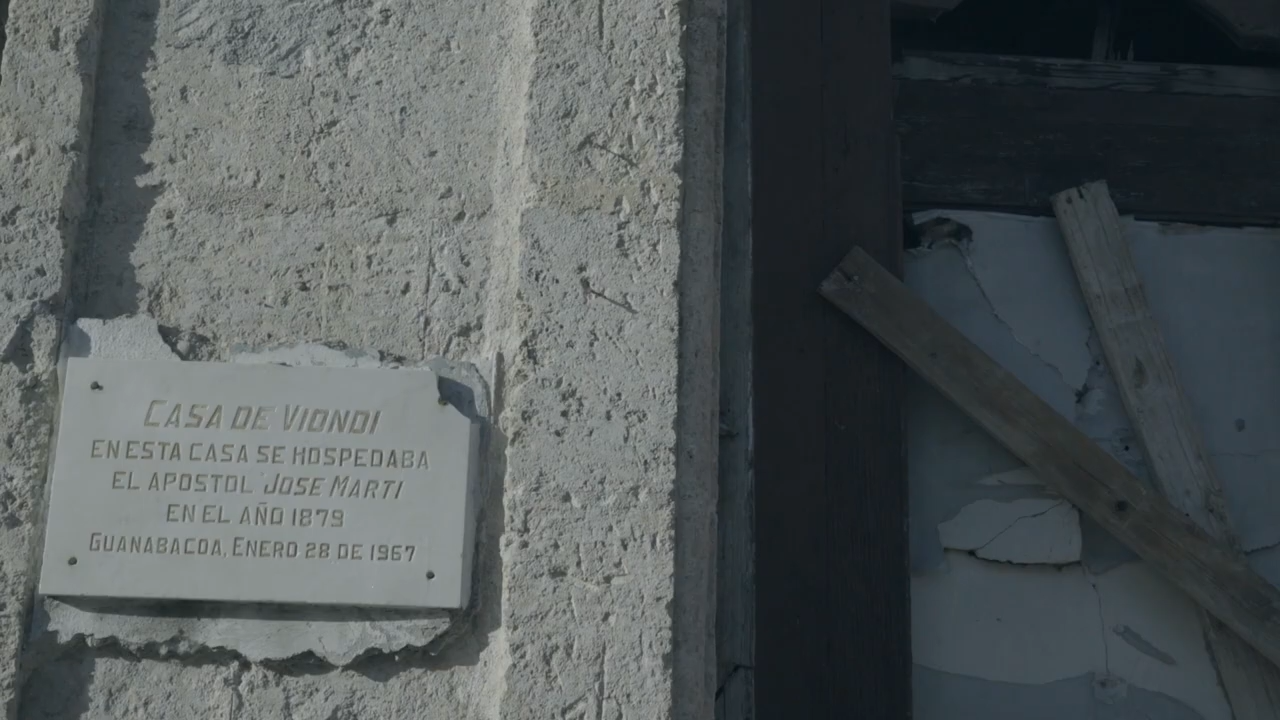 CASA DE VIONDI
EN ESTA CASA SE HOSPEDABA
EL APOSTOL JOSE MARTI
EN EL AÑO 1879
GUANABACOA, ENERO 28 DE 1967